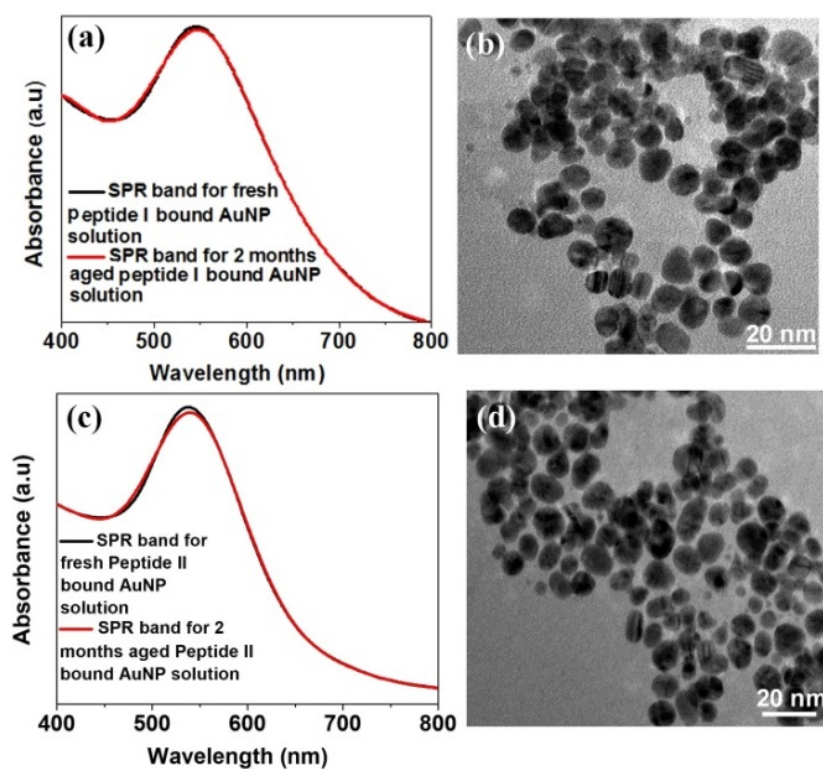 (a)
Absorbance (a.u)
SPR band for fresh
peptide I bound AuNP
solution
SPR band for 2 months
aged peptide I bound AuNP
solution
400 500 600 700 800
Wavelength (nm)
(b)
20 nm
(c)
Absorbance (a.u)
SPR band for
fresh Peptide II
bound AuNP
solution
SPR band for 2
months aged Peptide II
bound AuNP solution
400 500 600 700 800
Wavelength (nm)
(d)
20 nm